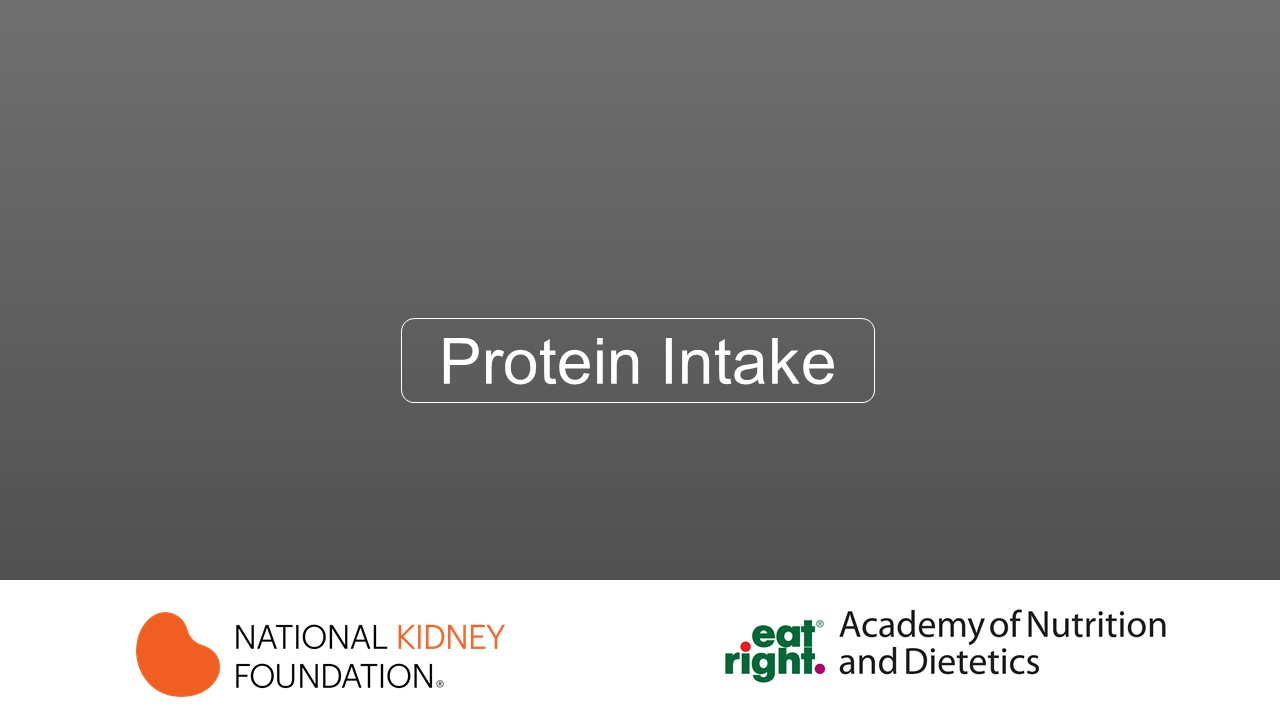 Protein Intake
NATIONAL KIDNEY
FOUNDATION®
eat®
right.
Academy of Nutrition
and Dietetics